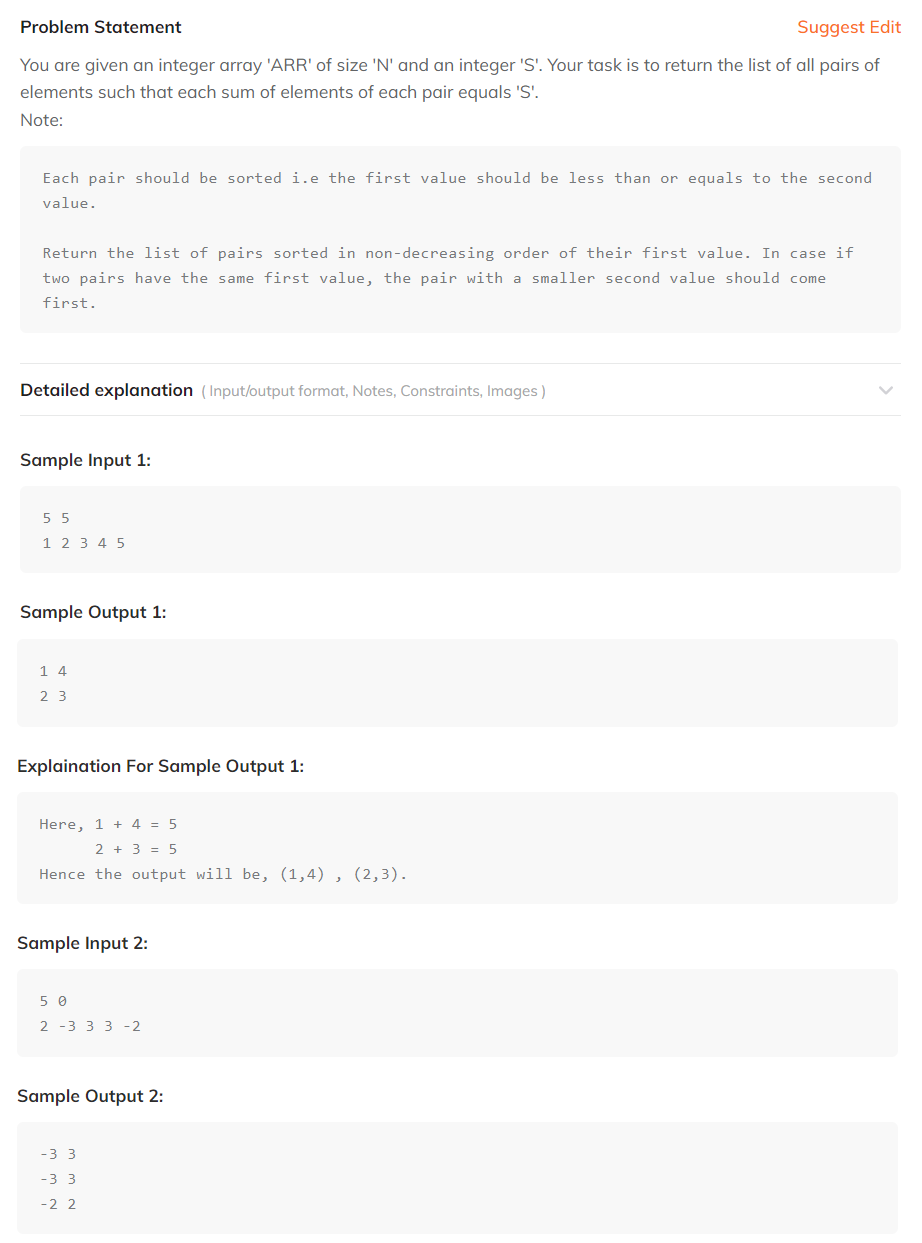 Problem Statement
Suggest Edit
You are given an integer array 'ARR' of size 'N' and an integer 'S'. Your task is to return the list of all pairs of
elements such that each sum of elements of each pair equals 'S'.
Note:
Each pair should be sorted i.e the first value should be less than or equals to the second
value.
Return the list of pairs sorted in non-decreasing order of their first value. In case if
two pairs have the same first value, the pair with a smaller second value should come
first.
Detailed explanation ( Input/output format, Notes, Constraints, Images )
Sample Input 1:
5 5
1 2 3 4 5
Sample Output 1:
1 4
2 3
Explaination For Sample Output 1:
Here, 1 + 4 = 5
2 + 3 = 5
Hence the output will be, (1,4) , (2,3).
Sample Input 2:
5 0
2 -3 3 3 -2
Sample Output 2:
-3 3
-3 3
-2 2